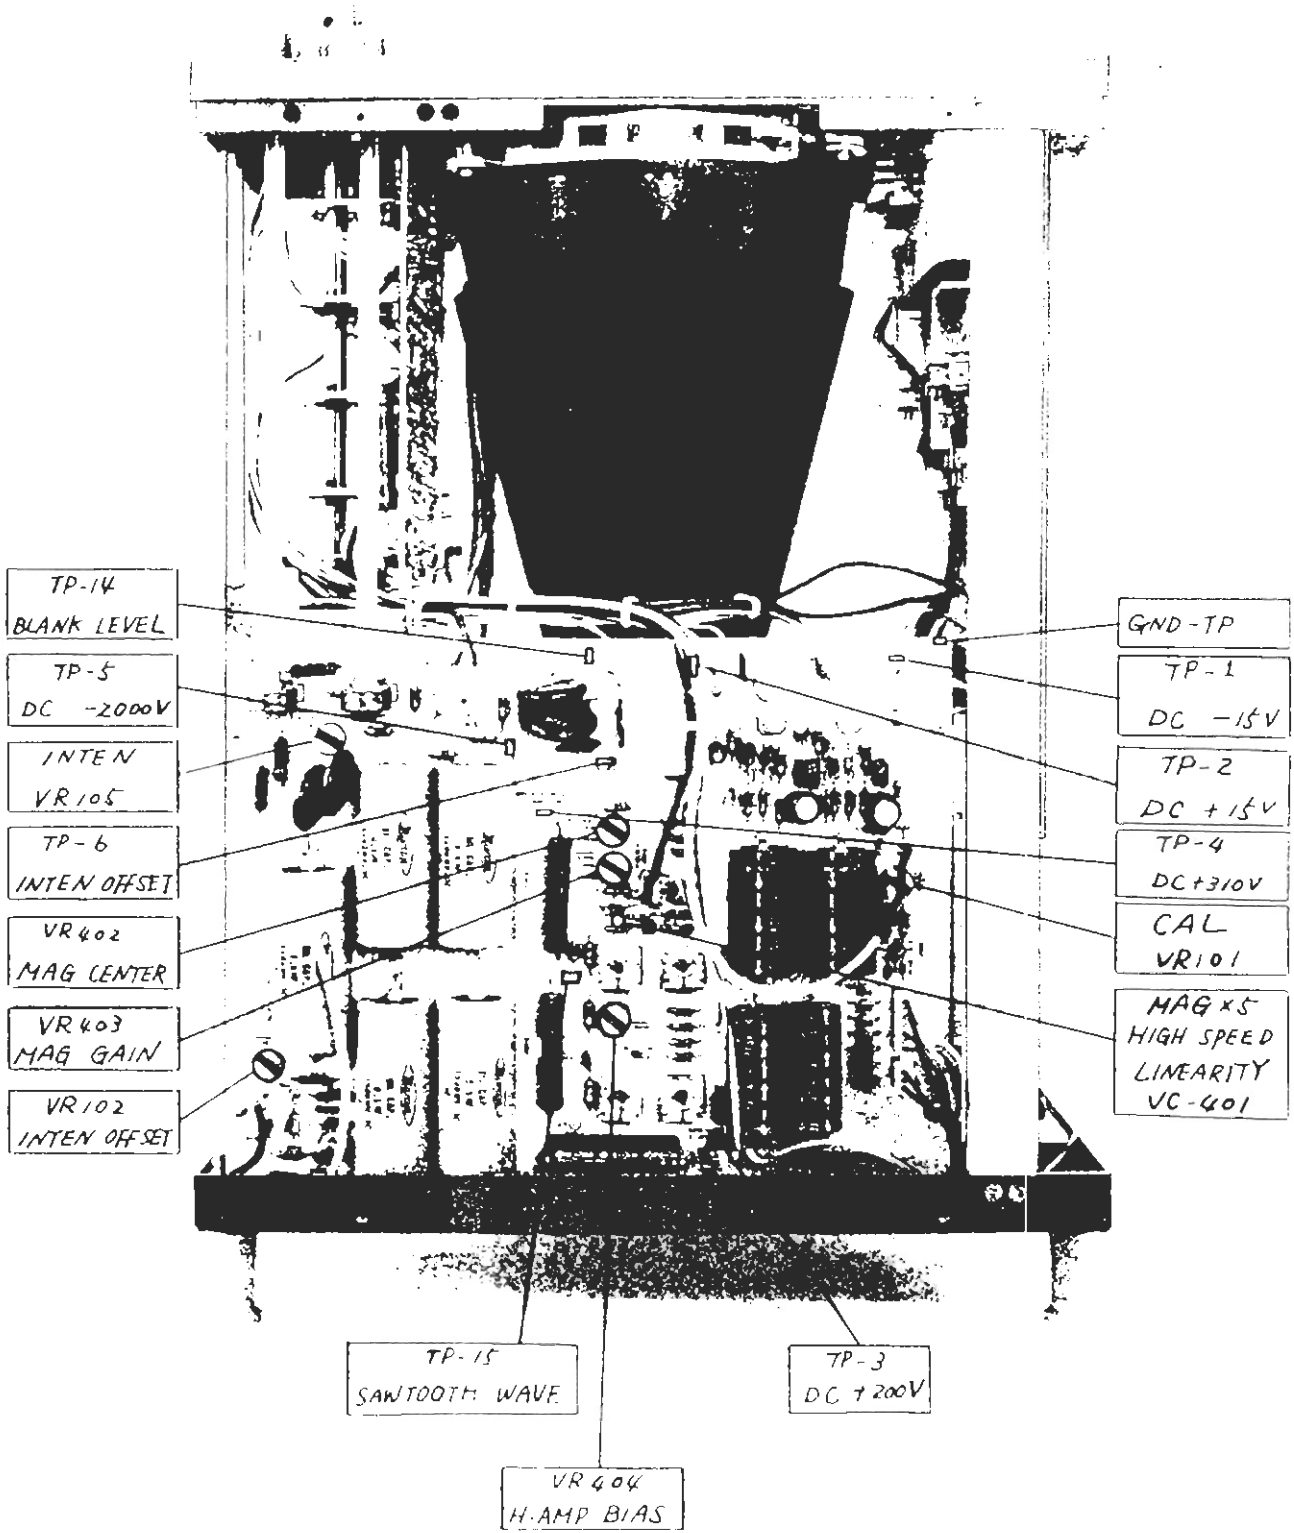 TP-14
BLANK LEVEL
TP-5
DC -2000V
INTEN
VR105
TP-6
INTEN OFFSET
VR402
MAG CENTER
VR403
MAG GAIN
VR102
INTEN OFFSET
GND-TP
TP-1
DC -15V
TP-2
DC +15V
TP-4
DC+310V
CAL
VR101
MAG×5
HIGH SPEED
LINEARITY
VC-401
TP-15
SAWTOOTH WAVE
TP-3
DC +200V
VR404
H.AMP BIAS